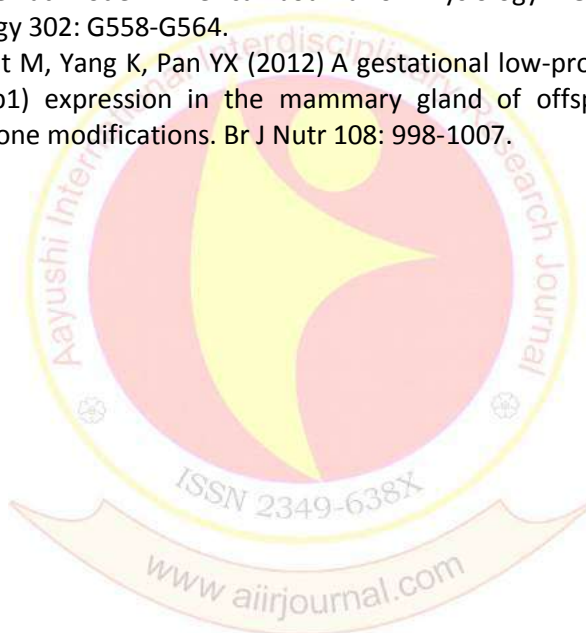 gy 302: G558-G564.
t M, Yang K, Pan YX (2012) A gestational low-pro
b1) expression in the mammary gland of offsp
one modifications. Br J Nutr 108: 998-1007.
Aayushi International Interdisciplinary Research Journal
ISSN 2349-638X
www aiirjournal.com